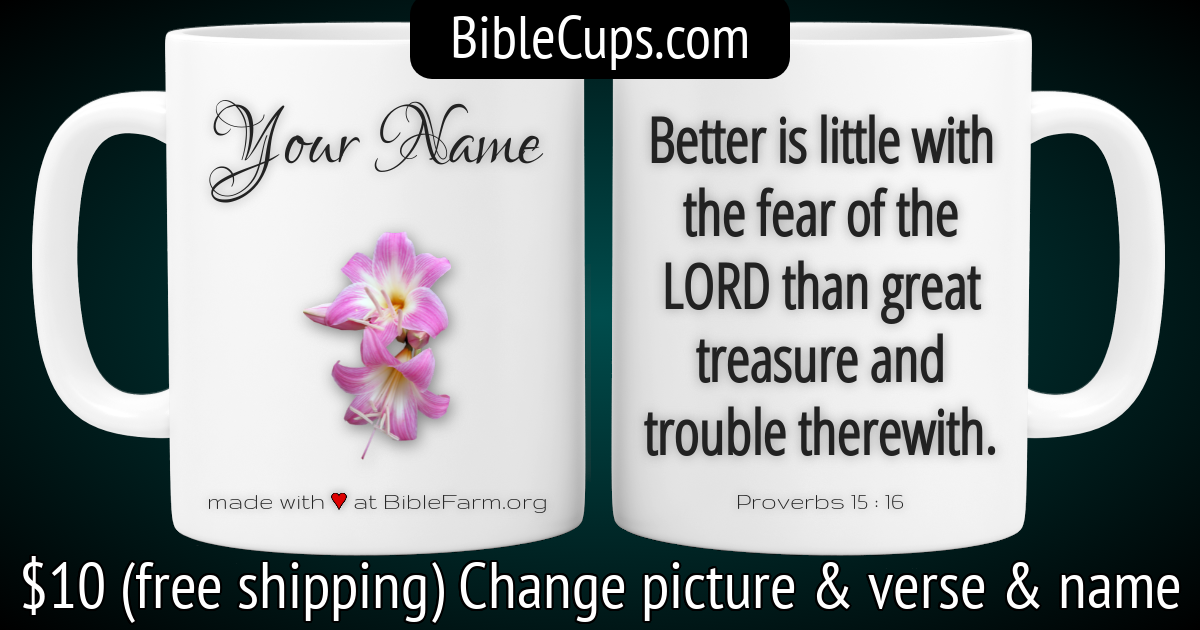 BibleCups.com
Your Name
made with ♥ at BibleFarm.org
Better is little with
the fear of the
LORD than great
treasure and
trouble therewith.
Proverbs 15 : 16
$10 (free shipping) Change picture & verse & name